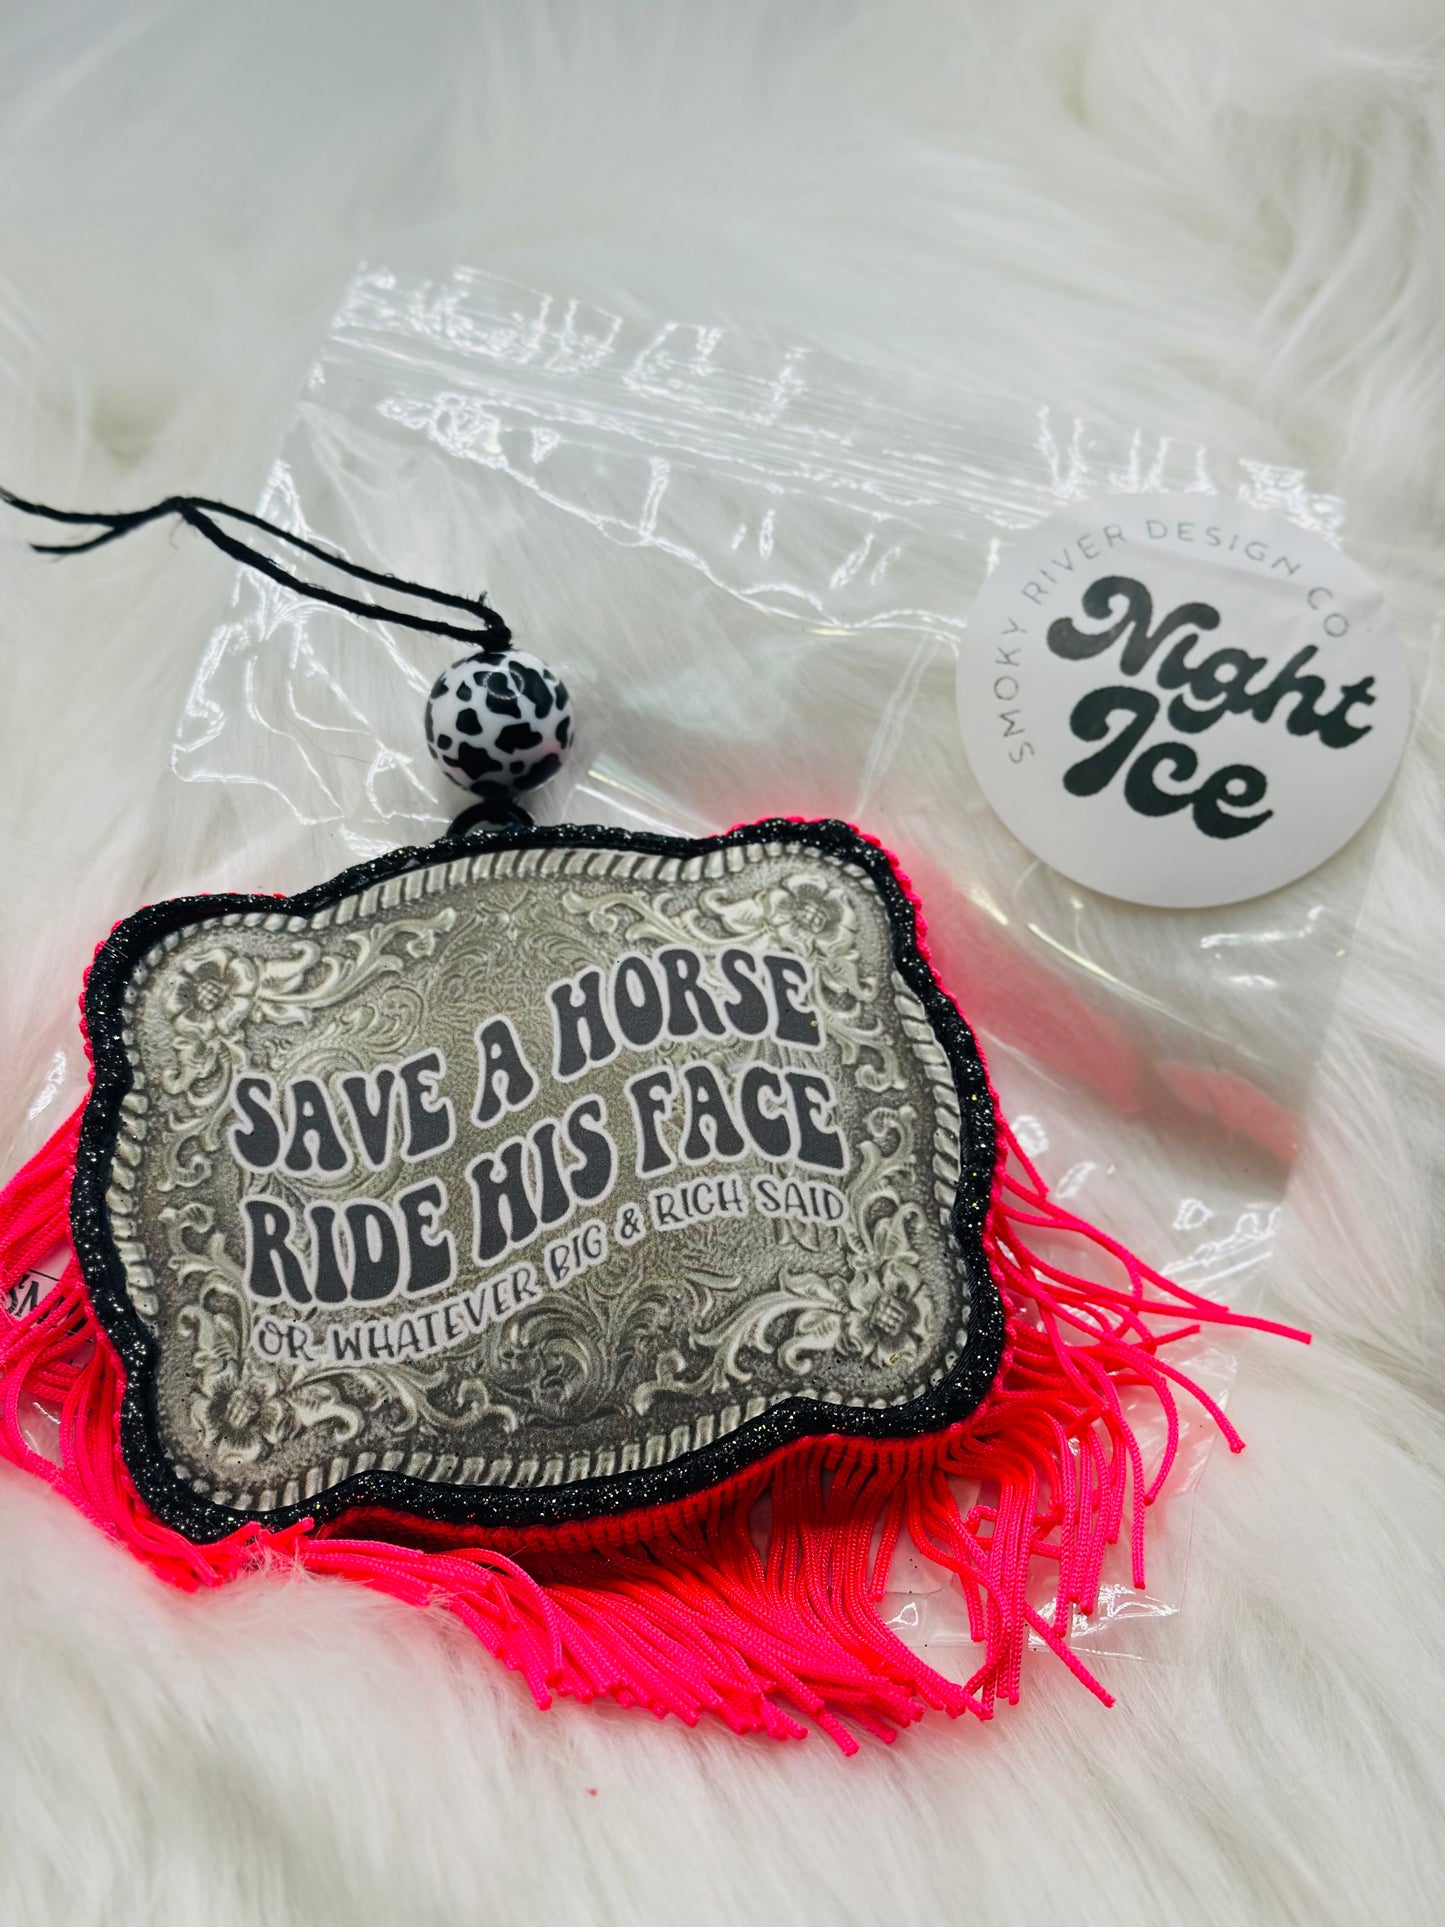 SMOKY RIVER DESIGN CO
Night
Ice
SAVE A HORSE
RIDE HIS FACE
OR WHATEVER BIG & RICH SAID